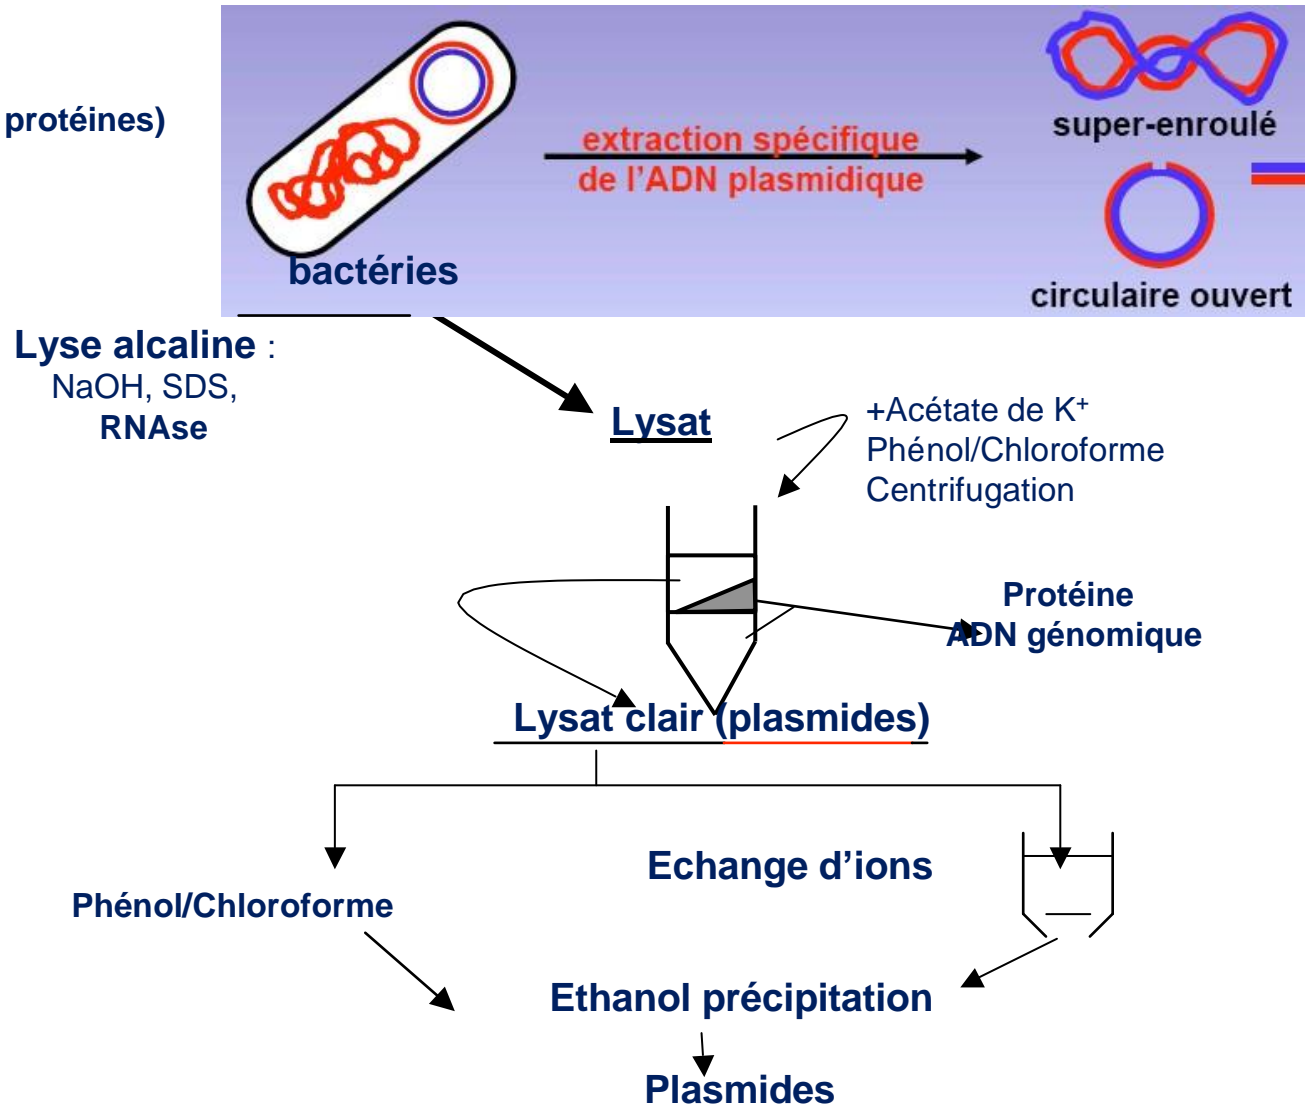 protéines)
extraction spécifique
de l'ADN plasmidique
super-enroulé
circulaire ouvert
bactéries
Lyse alcaline :
NaOH, SDS,
RNAse
Lysat
+Acétate de K⁺
Phénol/Chloroforme
Centrifugation
Protéine
ADN génomique
Lysat clair (plasmides)
Echange d’ions
Phénol/Chloroforme
Ethanol précipitation
Plasmides